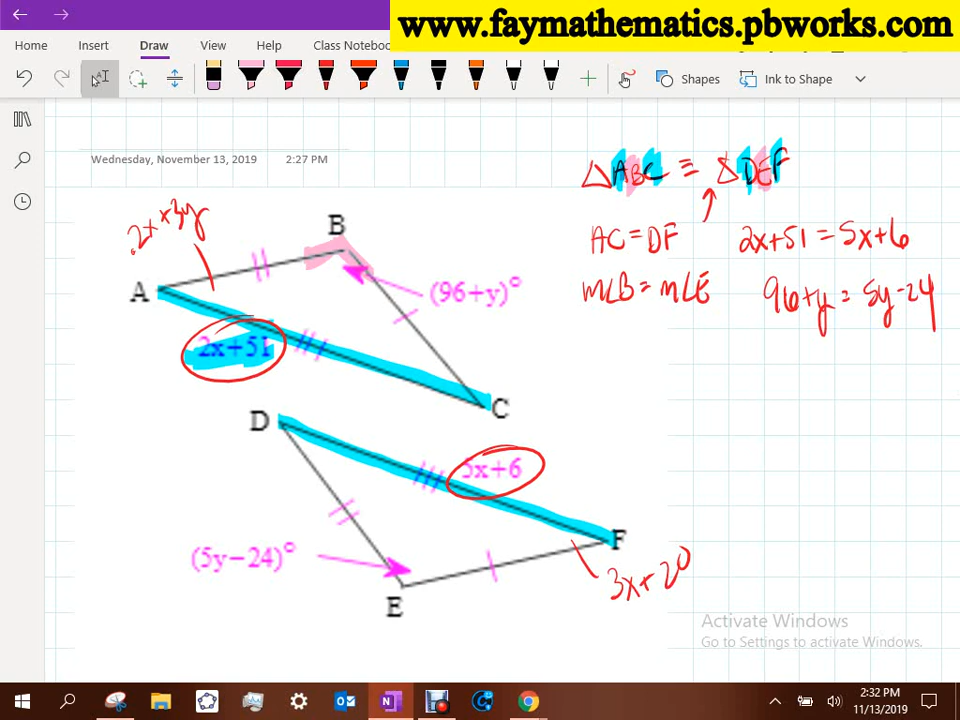 www.faymathematics.pbworks.com
Home Insert Draw View Help Class Notebook
Shapes Ink to Shape
Wednesday, November 13, 2019 2:27 PM
△ABC ≅ △DEF
2x+3y
B
AC = DF 2x+51 = 5x+6
A
(96+y)°
m∠B = m∠E 96+y = 5y-24
2x+51
C
D
5x+6
(5y−24)°
F
3x+20
E
Activate Windows
Go to Settings to activate Windows.
2:32 PM
11/13/2019